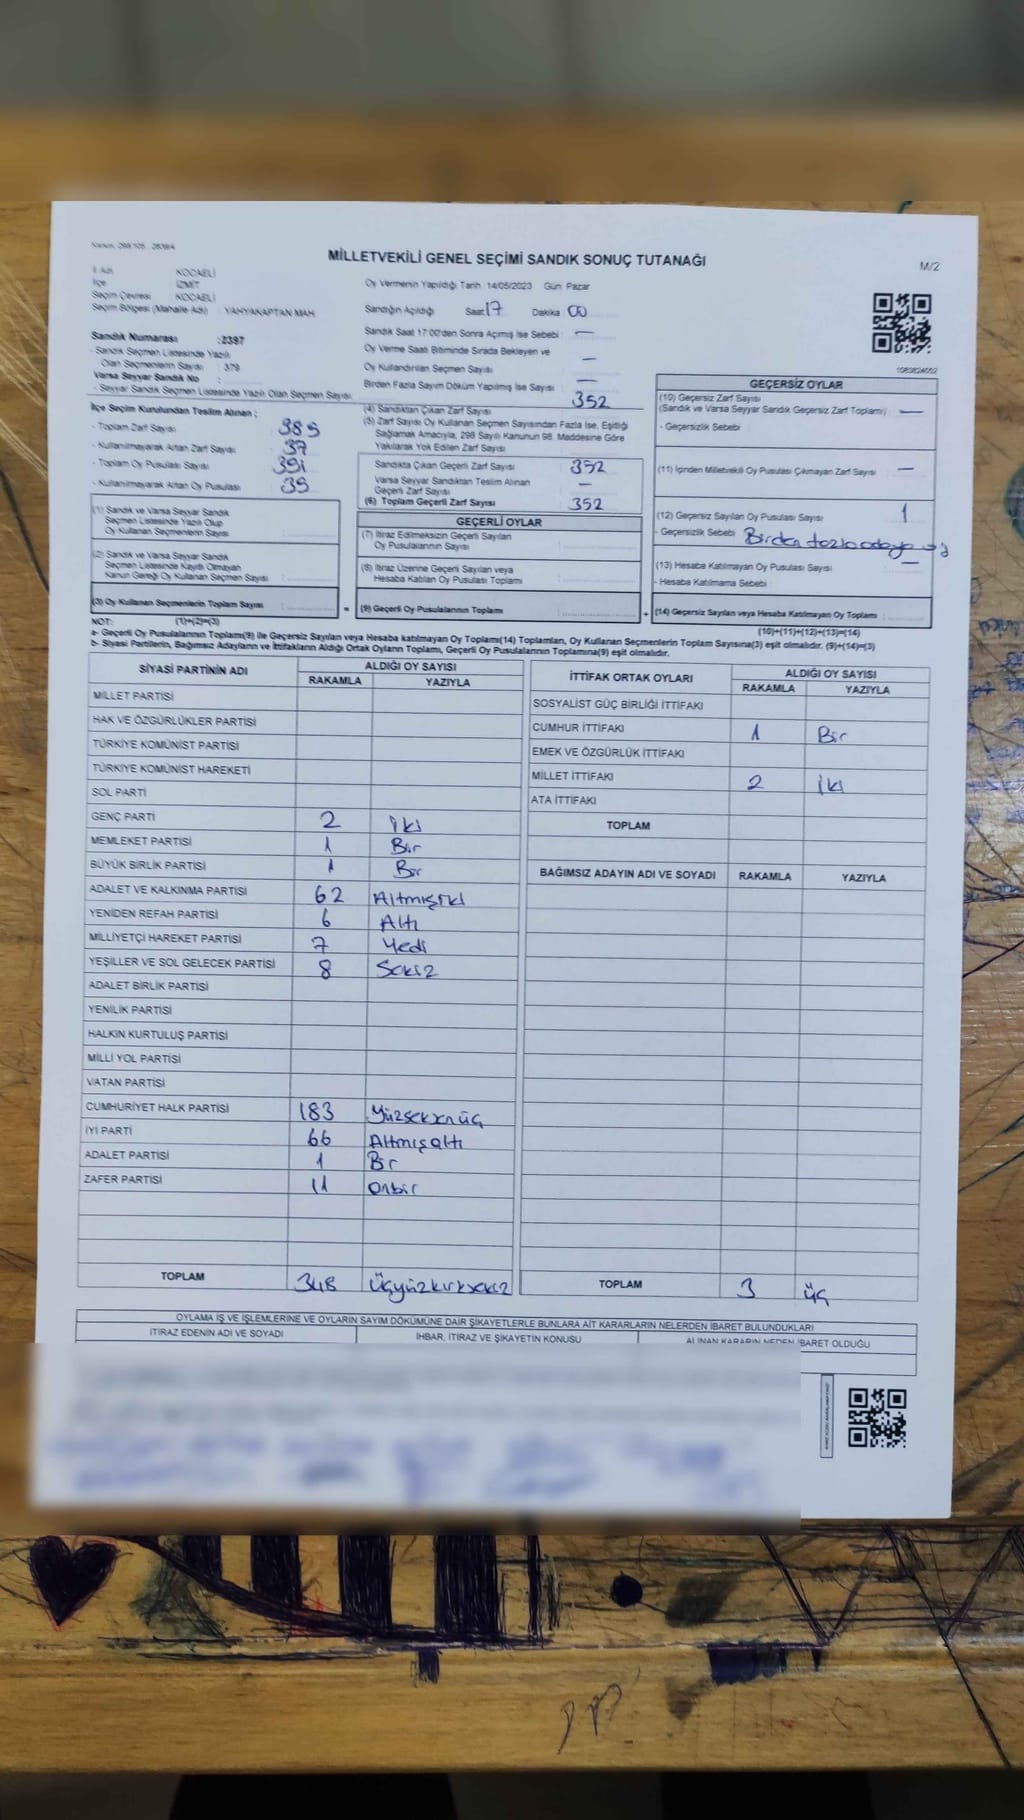 MİLLETVEKİLİ GENEL SEÇİMİ SANDIK SONUÇ TUTANAĞI
M/2
İl Adı KOCAELİ
İlçe İZMİT
Seçim Çevresi KOCAELİ
Seçim Bölgesi (Mahalle Adı) YAHYAKAPTAN MAH.
Oy Vermenin Yapıldığı Tarih 14/05/2023 Gün Pazar
Sandığın Açıldığı Saat 17 Dakika 00
Sandık Saat 17:00'den Sonra Açımış İse Sebebi —
Oy Verme Saati Bitiminde Sırada Bekleyen ve
Oy Kullandırılan Seçmen Sayısı —
Birden Fazla Sayım Döküm Yapılmış İse Sayısı —
Sandık Numarası :2397
- Sandık Seçmen Listesinde Yazılı
Olan Seçmenlerin Sayısı : 379
Varsa Seyyar Sandık No :
- Seyyar Sandık Seçmen Listesinde Yazılı Olan Seçmen Sayısı
İlçe Seçim Kurulundan Teslim Alınan ;
- Toplam Zarf Sayısı 389
- Kullanılmayarak Artan Zarf Sayısı 37
- Toplam Oy Pusulası Sayısı 391
- Kullanılmayarak Artan Oy Pusulası 39
(4) Sandıktan Çıkan Zarf Sayısı 352
(5) Zarf Sayısı Oy Kullanan Seçmen Sayısından Fazla İse, Eşitliği
Sağlamak Amacıyla, 298 Sayılı Kanunun 98. Maddesine Göre
Yakılarak Yok Edilen Zarf Sayısı
Sandıkta Çıkan Geçerli Zarf Sayısı 352
Varsa Seyyar Sandıktan Teslim Alınan
Geçerli Zarf Sayısı —
(6) Toplam Geçerli Zarf Sayısı 352
GEÇERSİZ OYLAR
(10) Geçersiz Zarf Sayısı
(Sandık ve Varsa Seyyar Sandık Geçersiz Zarf Toplamı) —
- Geçersizlik Sebebi
(11) İçinden Milletvekili Oy Pusulası Çıkmayan Zarf Sayısı —
(12) Geçersiz Sayılan Oy Pusulası Sayısı 1
- Geçersizlik Sebebi Birden fazla adaya oy
(13) Hesaba Katılmayan Oy Pusulası Sayısı —
- Hesaba Katılmama Sebebi
(14) Geçersiz Sayılan veya Hesaba Katılmayan Oy Toplamı
(10)+(11)+(12)+(13)=(14)
(1) Sandık ve Varsa Seyyar Sandık
Seçmen Listesinde Yazılı Olup
Oy Kullanan Seçmenlerin Sayısı
(2) Sandık ve Varsa Seyyar Sandık
Seçmen Listesinde Kaydı Olmayan
Kanun Gereği Oy Kullanan Seçmen Sayısı
(3) Oy Kullanan Seçmenlerin Toplam Sayısı =
(1)+(2)=(3)
GEÇERLİ OYLAR
(7) İtiraz Edilmeksizin Geçerli Sayılan
Oy Pusulalarının Sayısı
(8) İtiraz Üzerine Geçerli Sayılan veya
Hesaba Katılan Oy Pusulası Toplamı
(9) Geçerli Oy Pusulalarının Toplamı +
NOT:
a- Geçerli Oy Pusulalarının Toplamı(9) ile Geçersiz Sayılan veya Hesaba katılmayan Oy Toplamı(14) Toplamları, Oy Kullanan Seçmenlerin Toplam Sayısına(3) eşit olmalıdır. (9)+(14)=(3)
b- Siyasi Partilerin, Bağımsız Adayların ve İttifakların Aldığı Ortak Oyların Toplamı, Geçerli Oy Pusulalarının Toplamına(9) eşit olmalıdır.
SİYASİ PARTİNİN ADI ALDIĞI OY SAYISI
RAKAMLA YAZIYLA
MİLLET PARTİSİ
HAK VE ÖZGÜRLÜKLER PARTİSİ
TÜRKİYE KOMÜNİST PARTİSİ
TÜRKİYE KOMÜNİST HAREKETİ
SOL PARTİ
GENÇ PARTİ 2 iki
MEMLEKET PARTİSİ 1 Bir
BÜYÜK BİRLİK PARTİSİ 1 Bir
ADALET VE KALKINMA PARTİSİ 62 Altmışiki
YENİDEN REFAH PARTİSİ 6 Altı
MİLLİYETÇİ HAREKET PARTİSİ 7 Yedi
YEŞİLLER VE SOL GELECEK PARTİSİ 8 Sekiz
ADALET BİRLİK PARTİSİ
YENİLİK PARTİSİ
HALKIN KURTULUŞ PARTİSİ
MİLLİ YOL PARTİSİ
VATAN PARTİSİ
CUMHURİYET HALK PARTİSİ 183 Yüzseksenüç
İYİ PARTİ 66 Altmışaltı
ADALET PARTİSİ 1 Bir
ZAFER PARTİSİ 11 Onbir
TOPLAM 348 Üçyüzkırksekiz
İTTİFAK ORTAK OYLARI ALDIĞI OY SAYISI
RAKAMLA YAZIYLA
SOSYALİST GÜÇ BİRLİĞİ İTTİFAKI
CUMHUR İTTİFAKI 1 Bir
EMEK VE ÖZGÜRLÜK İTTİFAKI
MİLLET İTTİFAKI 2 iki
ATA İTTİFAKI
TOPLAM
BAĞIMSIZ ADAYIN ADI VE SOYADI RAKAMLA YAZIYLA
TOPLAM 3 üç
OYLAMA İŞ VE İŞLEMLERİNE VE OYLARIN SAYIM DÖKÜMÜNE DAİR ŞİKAYETLERLE BUNLARA AİT KARARLARIN NELERDEN İBARET BULUNDUKLARI
İTİRAZ EDENİN ADI VE SOYADI İHBAR, İTİRAZ VE ŞİKAYETİN KONUSU ALINAN KARARIN NEDEN İBARET OLDUĞU